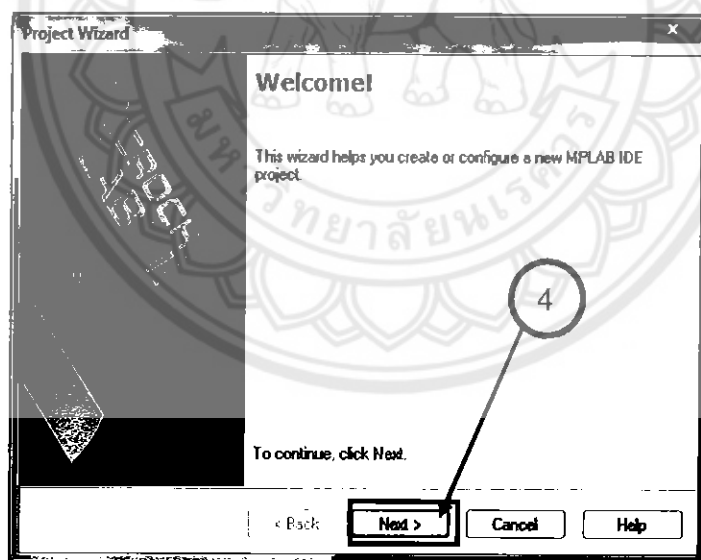 Project Wizard
x
Welcome!
This wizard helps you create or configure a new MPLAB IDE
project.
4
To continue, click Next.
< Back
Next >
Cancel
Help